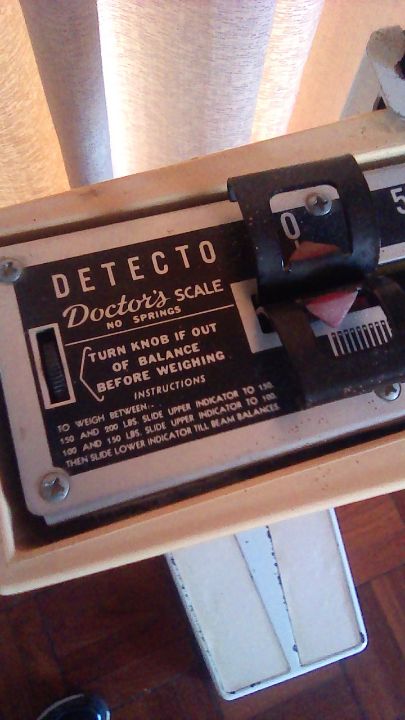 DETECTO
Doctor's SCALE
NO SPRINGS
TURN KNOB IF OUT
OF BALANCE
BEFORE WEIGHING
INSTRUCTIONS
TO WEIGH BETWEEN..
150 AND 200 LBS. SLIDE UPPER INDICATOR TO 150.
100 AND 150 LBS. SLIDE UPPER INDICATOR TO 100.
THEN SLIDE LOWER INDICATOR TILL BEAM BALANCES.
0
5